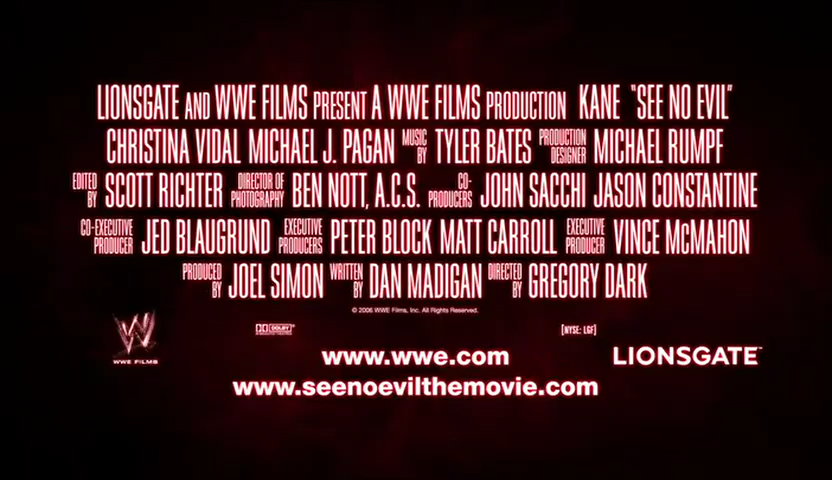 LIONSGATE AND WWE FILMS PRESENT A WWE FILMS PRODUCTION KANE "SEE NO EVIL"
CHRISTINA VIDAL MICHAEL J. PAGAN MUSIC BY TYLER BATES PRODUCTION DESIGNER MICHAEL RUMPF
EDITED BY SCOTT RICHTER DIRECTOR OF PHOTOGRAPHY BEN NOTT, A.C.S. CO-PRODUCERS JOHN SACCHI JASON CONSTANTINE
CO-EXECUTIVE PRODUCER JED BLAUGRUND EXECUTIVE PRODUCERS PETER BLOCK MATT CARROLL EXECUTIVE PRODUCER VINCE McMAHON
PRODUCED BY JOEL SIMON WRITTEN BY DAN MADIGAN DIRECTED BY GREGORY DARK
© 2006 WWE Films, Inc. All Rights Reserved.
W
WWE FILMS
DOLBY
[NYSE: LGF]
www.wwe.com
LIONSGATE™
www.seenoevilthemovie.com